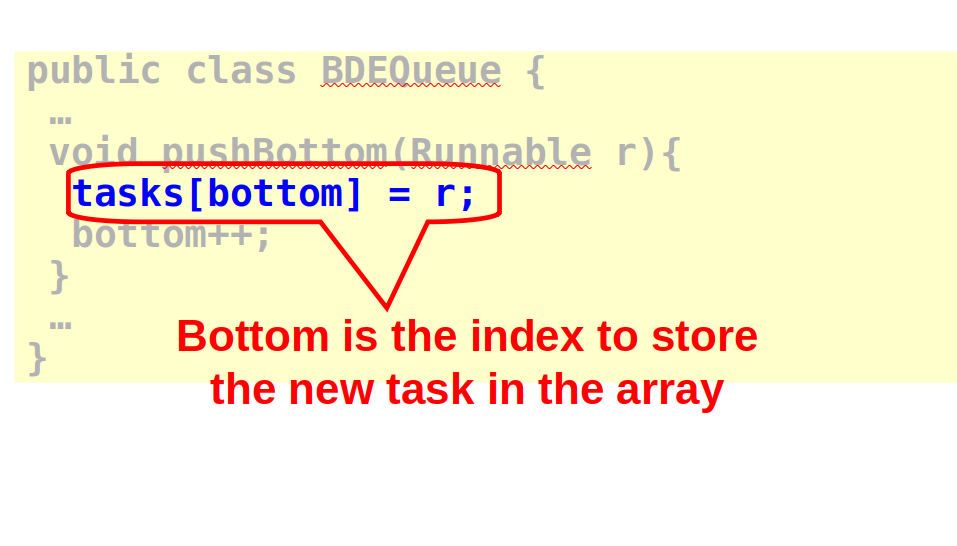 public class BDEQueue {
…
void pushBottom(Runnable r){
tasks[bottom] = r;
bottom++;
}
…
}
Bottom is the index to store
the new task in the array